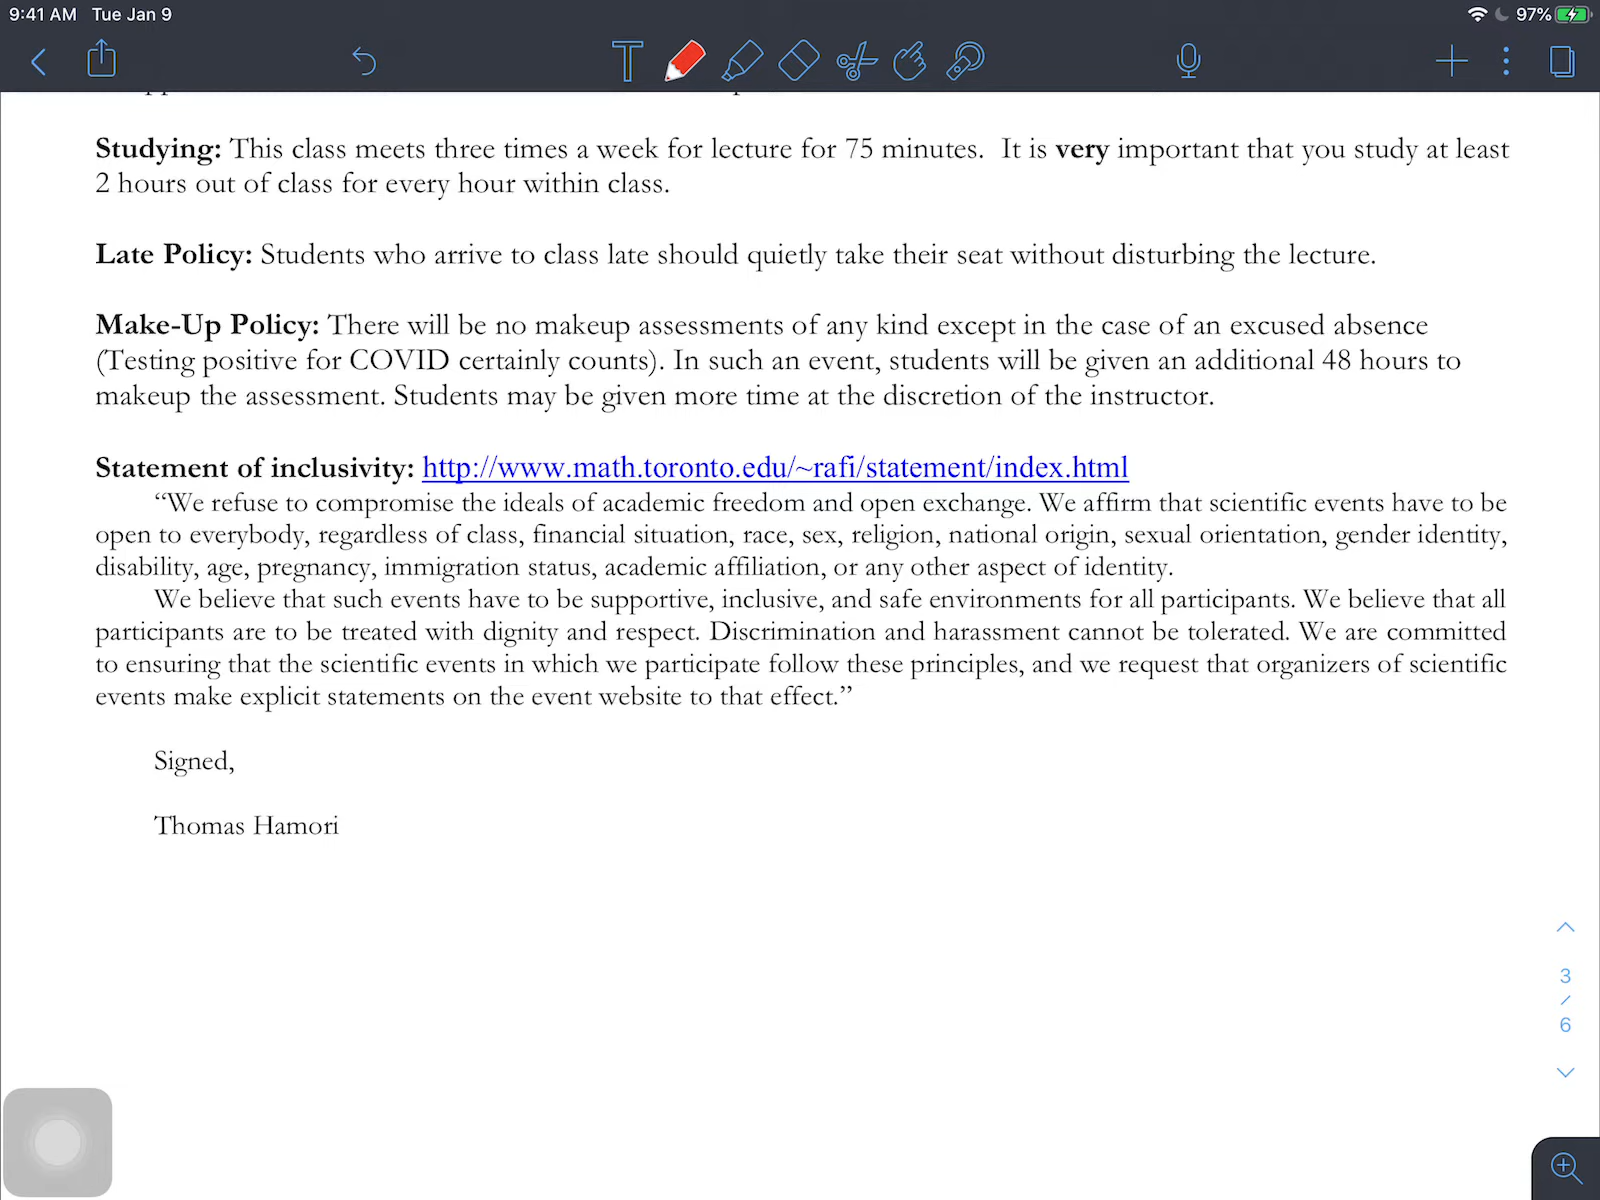 9:41 AM Tue Jan 9
97%
Studying: This class meets three times a week for lecture for 75 minutes. It is very important that you study at least
2 hours out of class for every hour within class.
Late Policy: Students who arrive to class late should quietly take their seat without disturbing the lecture.
Make-Up Policy: There will be no makeup assessments of any kind except in the case of an excused absence
(Testing positive for COVID certainly counts). In such an event, students will be given an additional 48 hours to
makeup the assessment. Students may be given more time at the discretion of the instructor.
Statement of inclusivity: http://www.math.toronto.edu/~rafi/statement/index.html
“We refuse to compromise the ideals of academic freedom and open exchange. We affirm that scientific events have to be
open to everybody, regardless of class, financial situation, race, sex, religion, national origin, sexual orientation, gender identity,
disability, age, pregnancy, immigration status, academic affiliation, or any other aspect of identity.
We believe that such events have to be supportive, inclusive, and safe environments for all participants. We believe that all
participants are to be treated with dignity and respect. Discrimination and harassment cannot be tolerated. We are committed
to ensuring that the scientific events in which we participate follow these principles, and we request that organizers of scientific
events make explicit statements on the event website to that effect.”
Signed,
Thomas Hamori
3
/
6